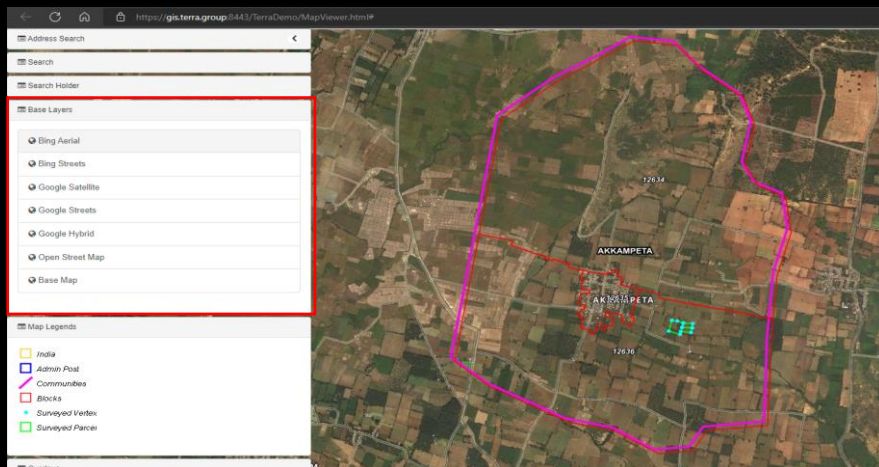 https://gis.terra.group:8443/TerraDemo/MapViewer.html#
Address Search
Search
Search Holder
Base Layers
Bing Aerial
Bing Streets
Google Satellite
Google Streets
Google Hybrid
Open Street Map
Base Map
Map Legends
India
Admin Post
Communities
Blocks
Surveyed Vertex
Surveyed Parcel
12634
AKKAMPETA
AKKAMPETA
12636